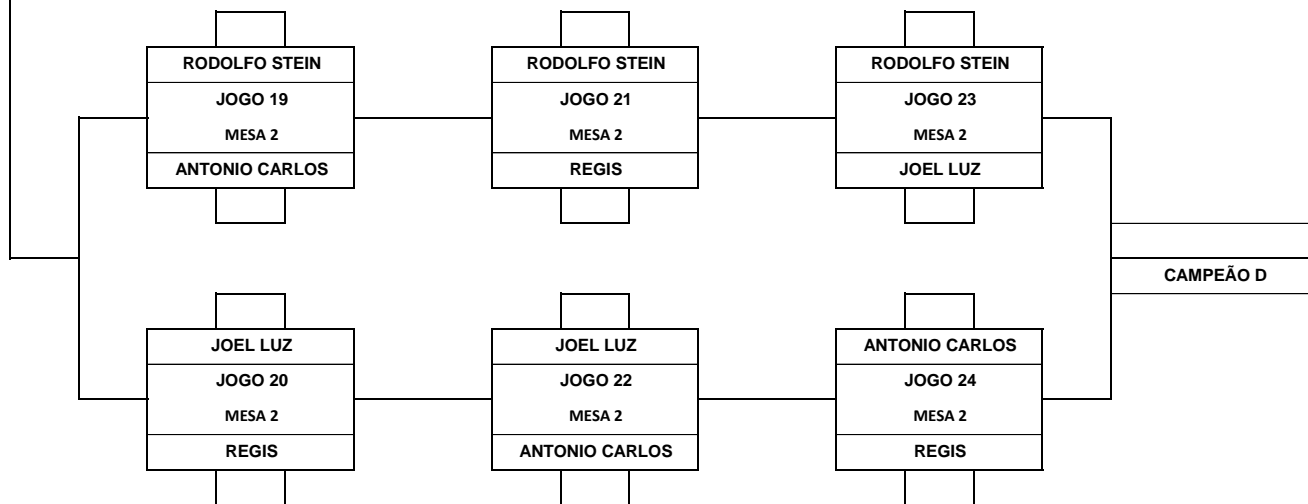 RODOLFO STEIN
JOGO 19
MESA 2
ANTONIO CARLOS
RODOLFO STEIN
JOGO 21
MESA 2
REGIS
RODOLFO STEIN
JOGO 23
MESA 2
JOEL LUZ
CAMPEÃO D
JOEL LUZ
JOGO 20
MESA 2
REGIS
JOEL LUZ
JOGO 22
MESA 2
ANTONIO CARLOS
ANTONIO CARLOS
JOGO 24
MESA 2
REGIS